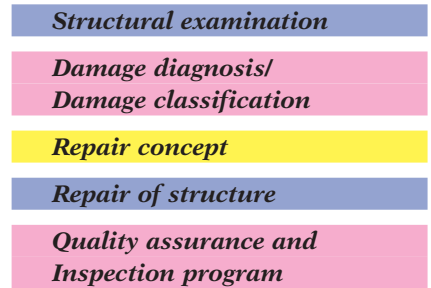 Structural examination
Damage diagnosis/
Damage classification
Repair concept
Repair of structure
Quality assurance and
Inspection program